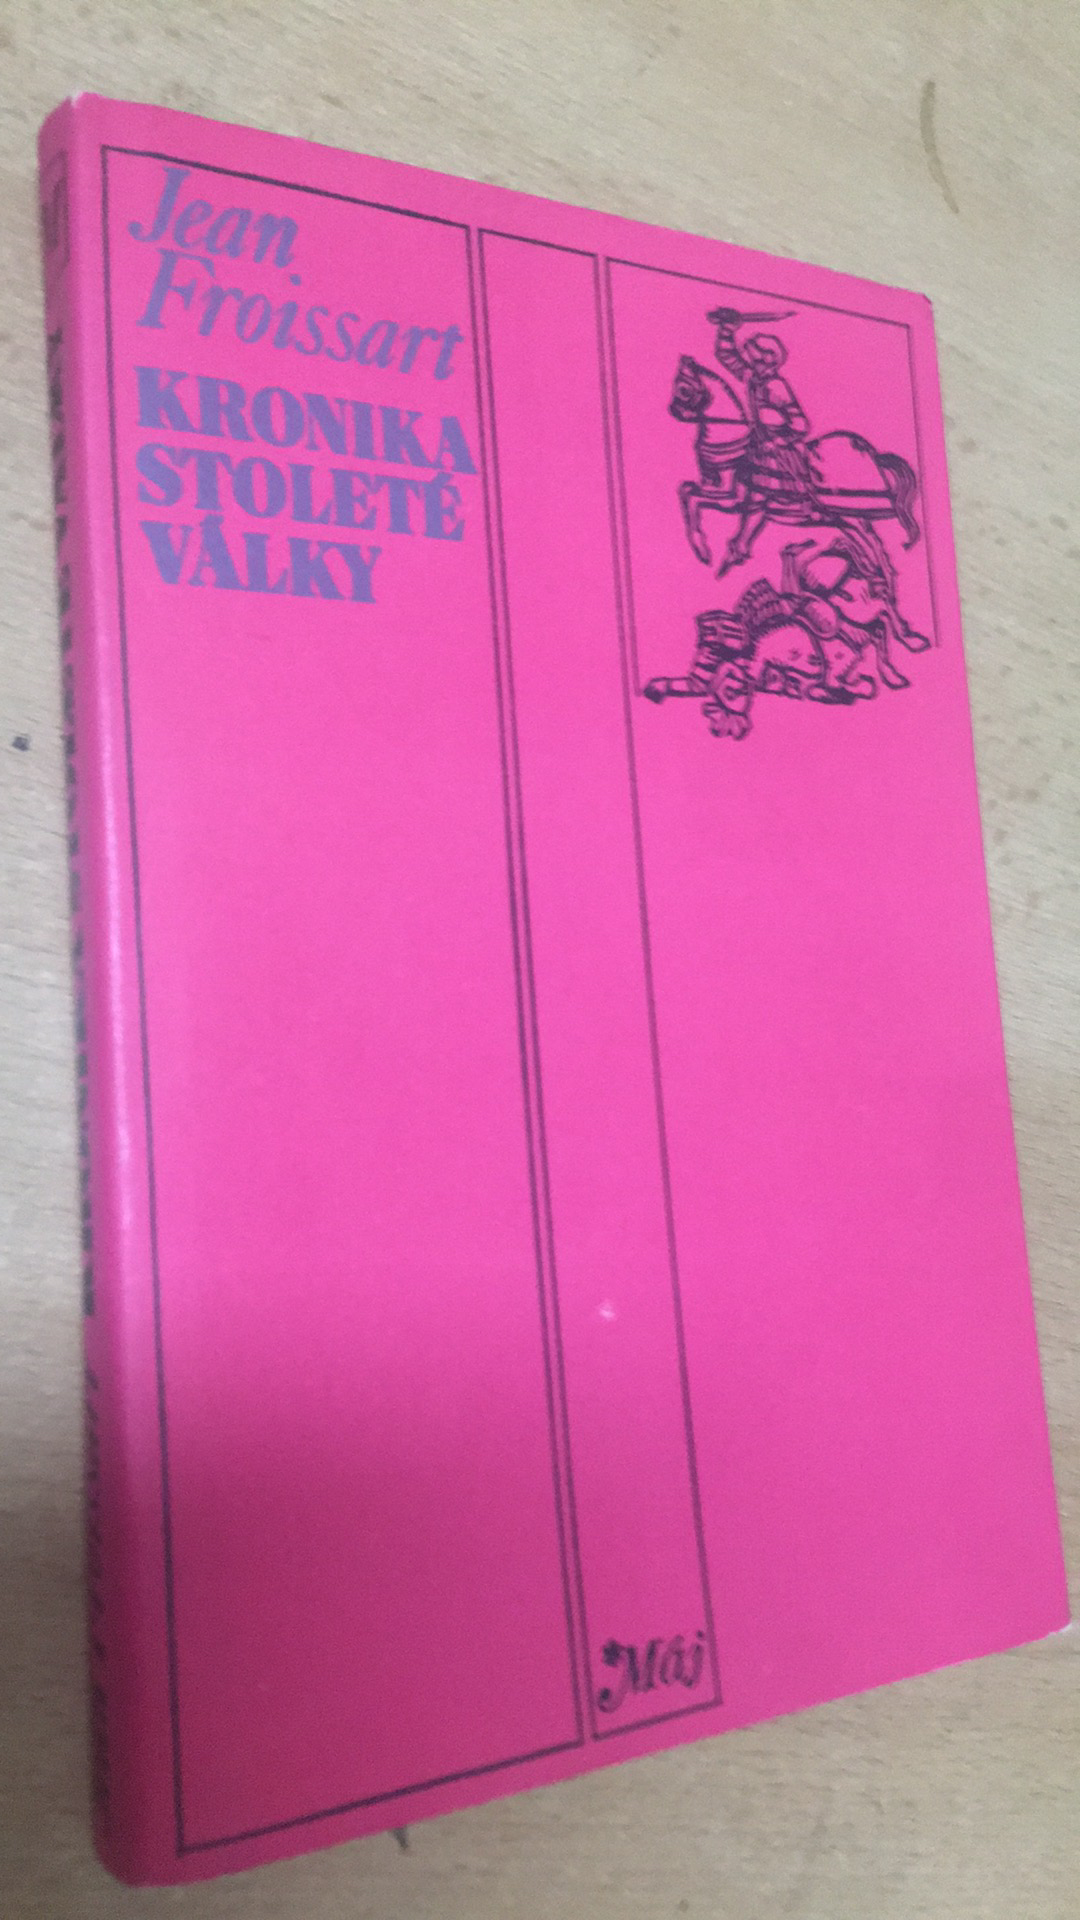 Jean
Froissart
KRONIKA
STOLETÉ
VÁLKY
Máj